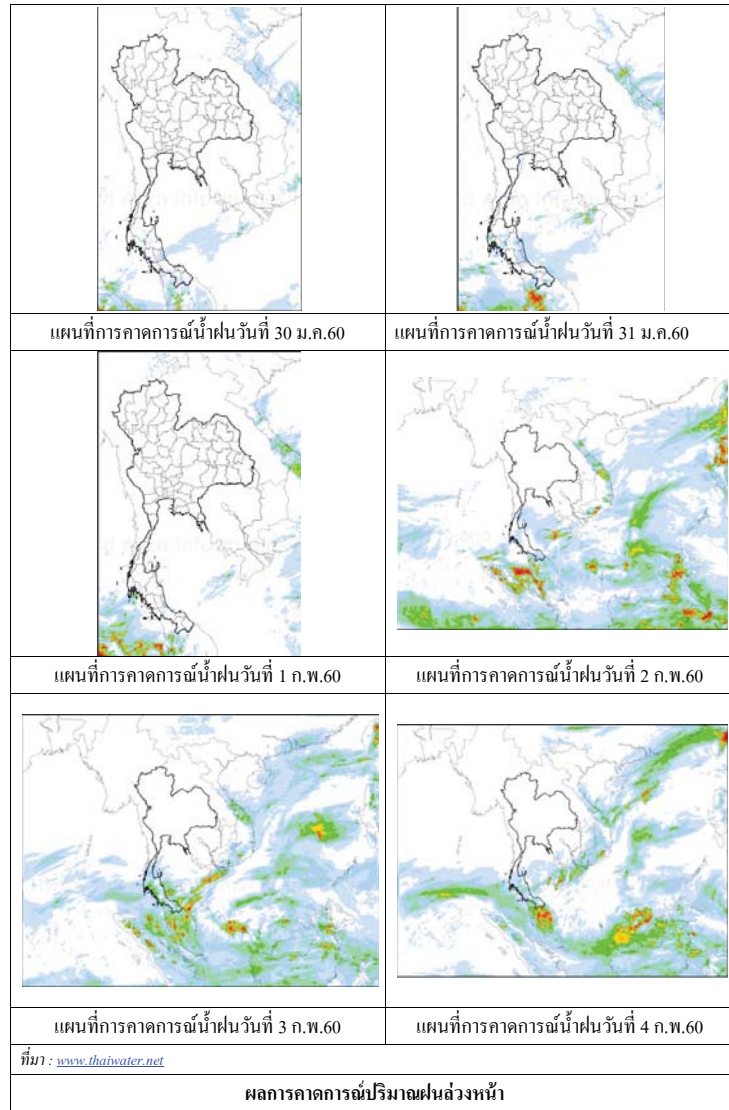 แผนที่การคาดการณ์น้ำฝนวันที่ 30 ม.ค.60
แผนที่การคาดการณ์น้ำฝนวันที่ 31 ม.ค.60
แผนที่การคาดการณ์น้ำฝนวันที่ 1 ก.พ.60
แผนที่การคาดการณ์น้ำฝนวันที่ 2 ก.พ.60
แผนที่การคาดการณ์น้ำฝนวันที่ 3 ก.พ.60
แผนที่การคาดการณ์น้ำฝนวันที่ 4 ก.พ.60
ที่มา : www.thaiwater.net
ผลการคาดการณ์ปริมาณฝนล่วงหน้า